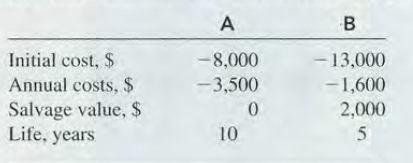 A B
Initial cost, $ −8,000 −13,000
Annual costs, $ −3,500 −1,600
Salvage value, $ 0 2,000
Life, years 10 5